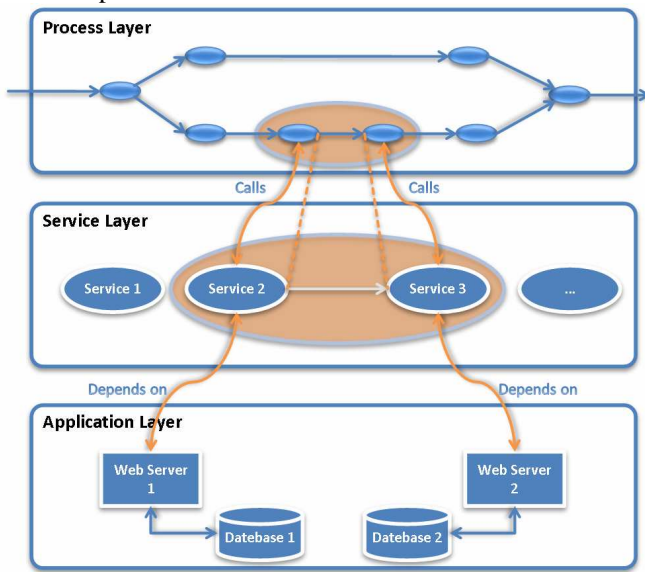 Process Layer
Calls
Calls
Service Layer
Service 1
Service 2
Service 3
...
Depends on
Depends on
Application Layer
Web Server
1
Web Server
2
Datebase 1
Datebase 2